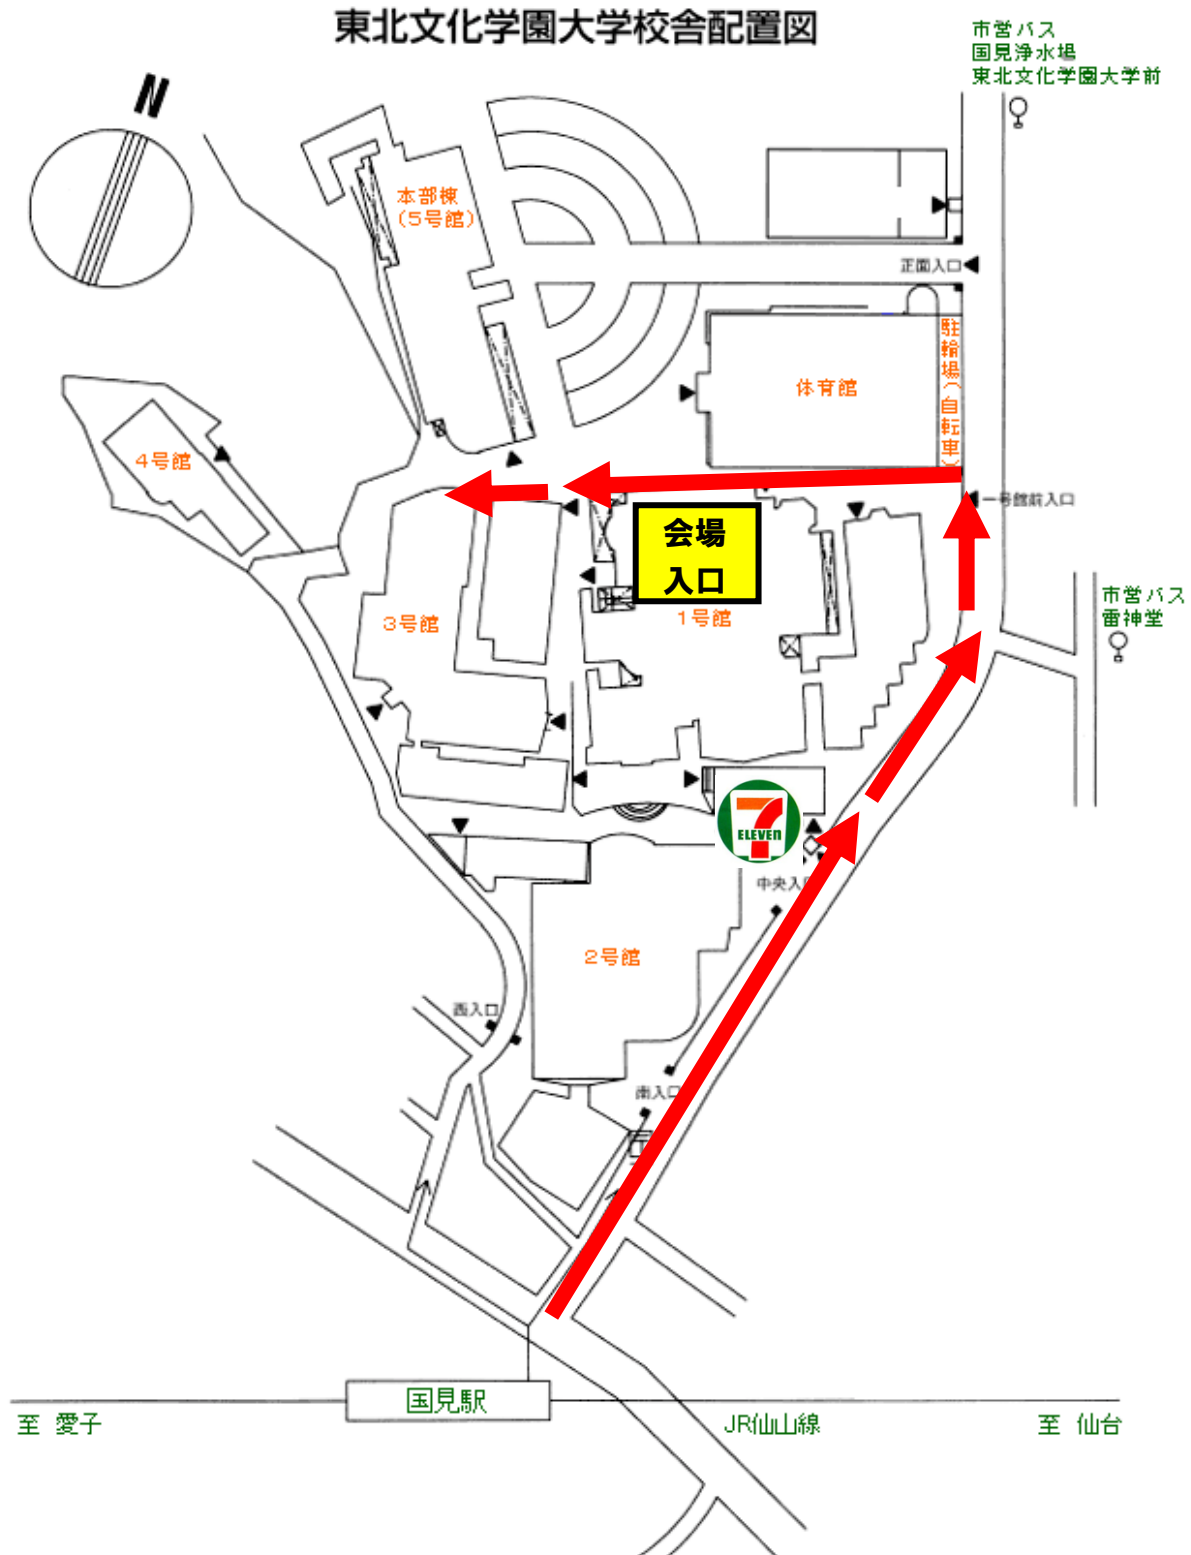 東北文化学園大学校舎配置図
市営バス
国見浄水場
東北文化学園大学前
N
本部棟
(5号館)
正面入口
駐輪場(自転車)
体育館
4号館
一号館前入口
会場
入口
市営バス
雷神堂
3号館
1号館
7
ELEVEN
中央入口
2号館
西入口
南入口
国見駅
至 愛子
JR仙山線
至 仙台